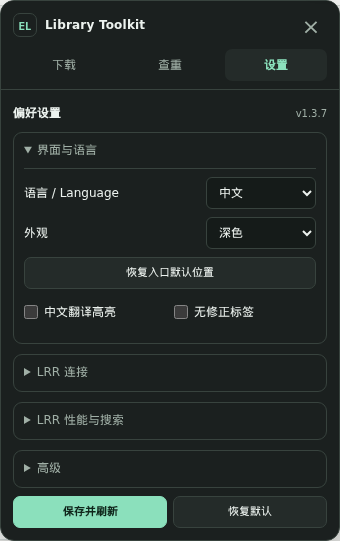 EL Library Toolkit
下载 查重 设置
偏好设置 v1.3.7
界面与语言
语言 / Language 中文
外观 深色
恢复入口默认位置
中文翻译高亮 无修正标签
LRR 连接
LRR 性能与搜索
高级
保存并刷新 恢复默认